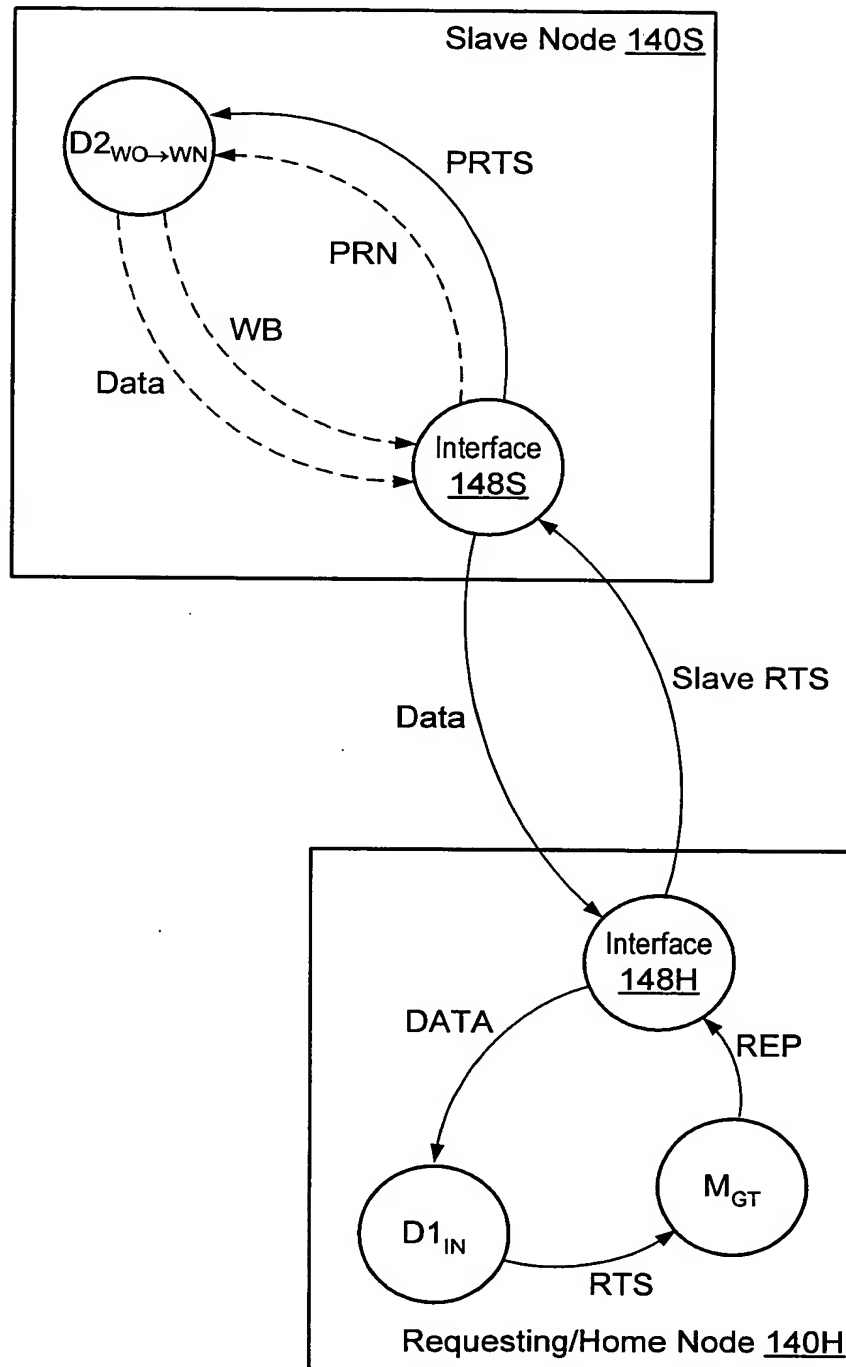 Slave Node 140S
D2WO→WN
PRTS
PRN
WB
Data
Interface
148S
Slave RTS
Data
Interface
148H
DATA
REP
MGT
D1IN
RTS
Requesting/Home Node 140H